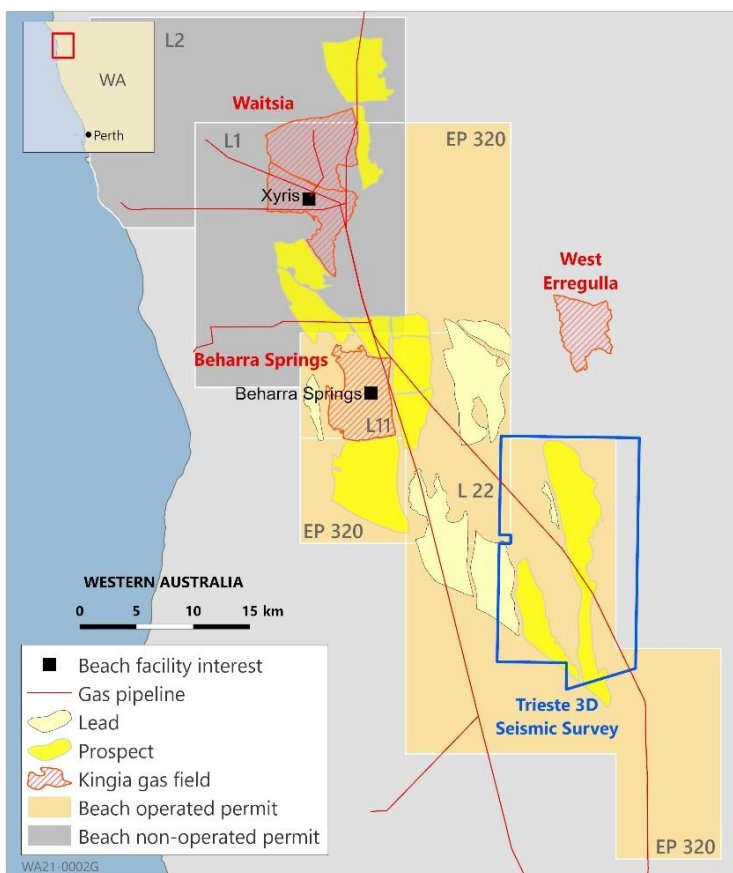 L2
WA
Perth
Waitsia
L1
EP 320
Xyris
West
Erregulla
Beharra Springs
Beharra Springs
L11
L 22
EP 320
WESTERN AUSTRALIA
0 5 10 15 km
Trieste 3D
Seismic Survey
Beach facility interest
Gas pipeline
Lead
Prospect
Kingia gas field
Beach operated permit
Beach non-operated permit
EP 320
WA21-0002G